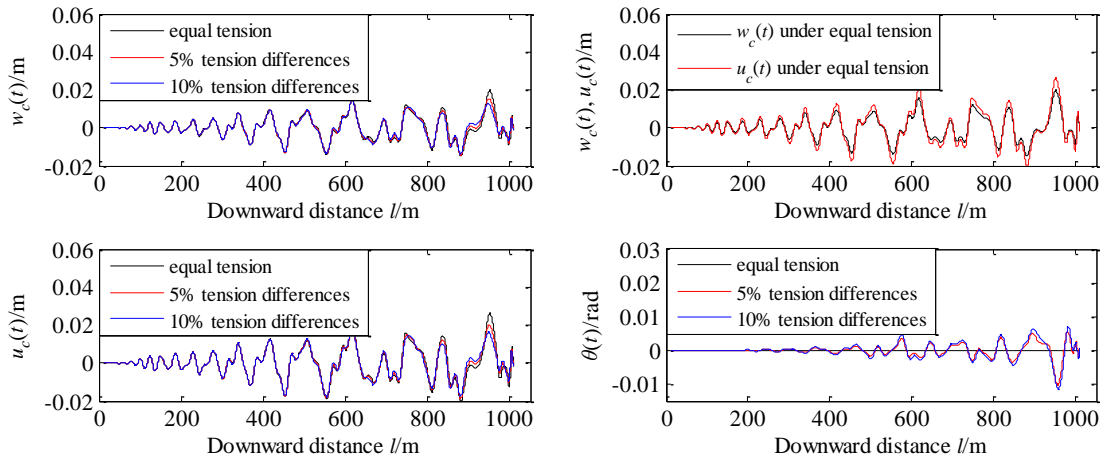 0.06
0.04
0.02
0
-0.02
w_c(t)/m
equal tension
5% tension differences
10% tension differences
0 200 400 600 800 1000
Downward distance l/m
0.06
0.04
0.02
0
-0.02
w_c(t), u_c(t)/m
w_c(t) under equal tension
u_c(t) under equal tension
0 200 400 600 800 1000
Downward distance l/m
0.06
0.04
0.02
0
-0.02
u_c(t)/m
equal tension
5% tension differences
10% tension differences
0 200 400 600 800 1000
Downward distance l/m
0.03
0.02
0.01
0
-0.01
θ(t)/rad
equal tension
5% tension differences
10% tension differences
0 200 400 600 800 1000
Downward distance l/m